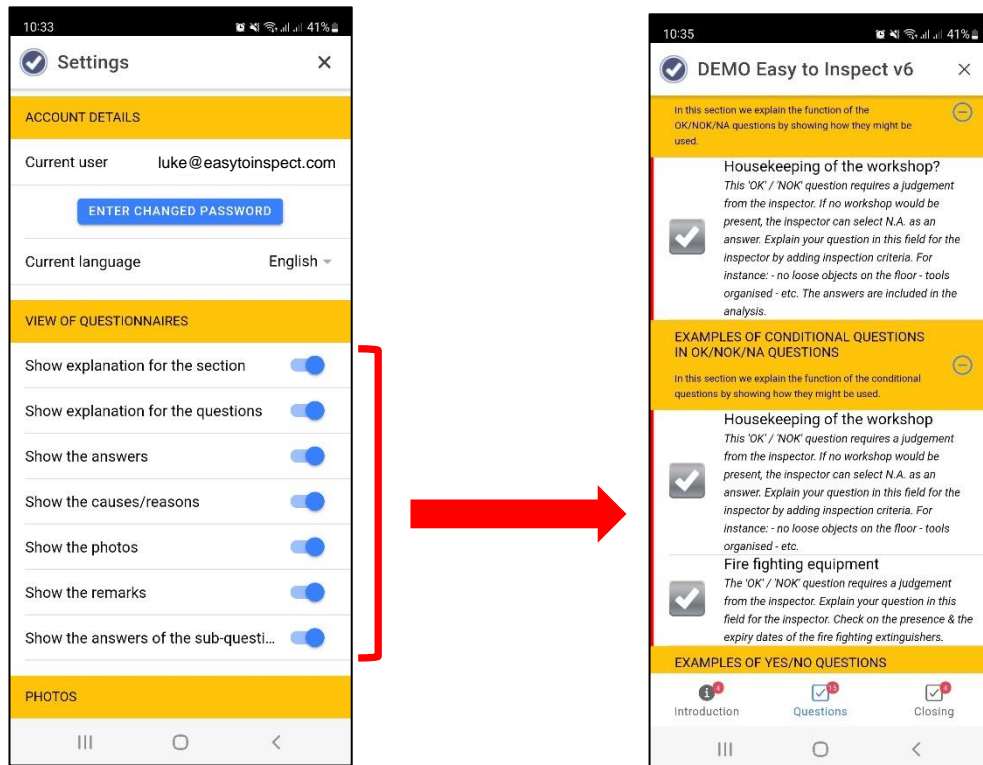 10:33
41%
Settings
×
ACCOUNT DETAILS
Current user luke@easytoinspect.com
ENTER CHANGED PASSWORD
Current language English
VIEW OF QUESTIONNAIRES
Show explanation for the section
Show explanation for the questions
Show the answers
Show the causes/reasons
Show the photos
Show the remarks
Show the answers of the sub-questi...
PHOTOS
10:35
41%
DEMO Easy to Inspect v6
×
In this section we explain the function of the
OK/NOK/NA questions by showing how they might be
used.
Housekeeping of the workshop?
This 'OK' / 'NOK' question requires a judgement
from the inspector. If no workshop would be
present, the inspector can select N.A. as an
answer. Explain your question in this field for the
inspector by adding inspection criteria. For
instance: - no loose objects on the floor - tools
organised - etc. The answers are included in the
analysis.
EXAMPLES OF CONDITIONAL QUESTIONS
IN OK/NOK/NA QUESTIONS
In this section we explain the function of the conditional
questions by showing how they might be used.
Housekeeping of the workshop
This 'OK' / 'NOK' question requires a judgement
from the inspector. If no workshop would be
present, the inspector can select N.A. as an
answer. Explain your question in this field for the
inspector by adding inspection criteria. For
instance: - no loose objects on the floor - tools
organised - etc.
Fire fighting equipment
The 'OK' / 'NOK' question requires a judgement
from the inspector. Explain your question in this
field for the inspector. Check on the presence & the
expiry dates of the fire fighting extinguishers.
EXAMPLES OF YES/NO QUESTIONS
4 15 4
Introduction Questions Closing